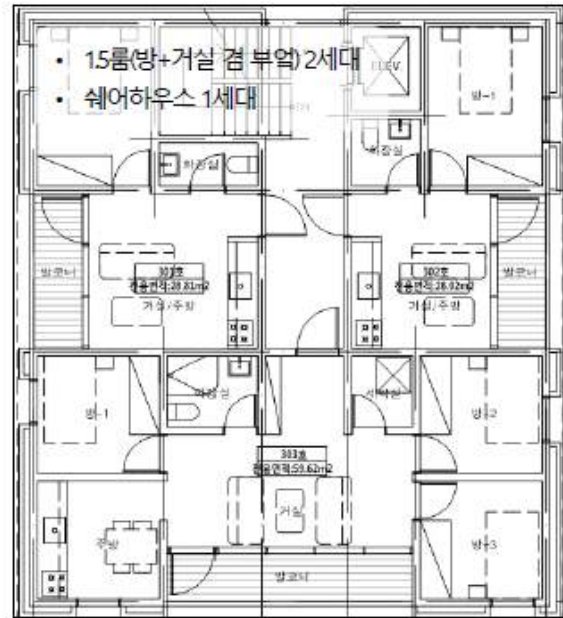 • 1.5룸(방+거실 겸 부엌) 2세대
• 쉐어하우스 1세대
ELEV.
방-1
화장실
화장실
발코니
301호
전용면적:28.81m2
거실/주방
302호
전용면적:28.02m2
거실/주방
발코니
방-1
화장실
세탁실
방-2
303호
전용면적:59.62m2
거실
주방
방-3
발코니